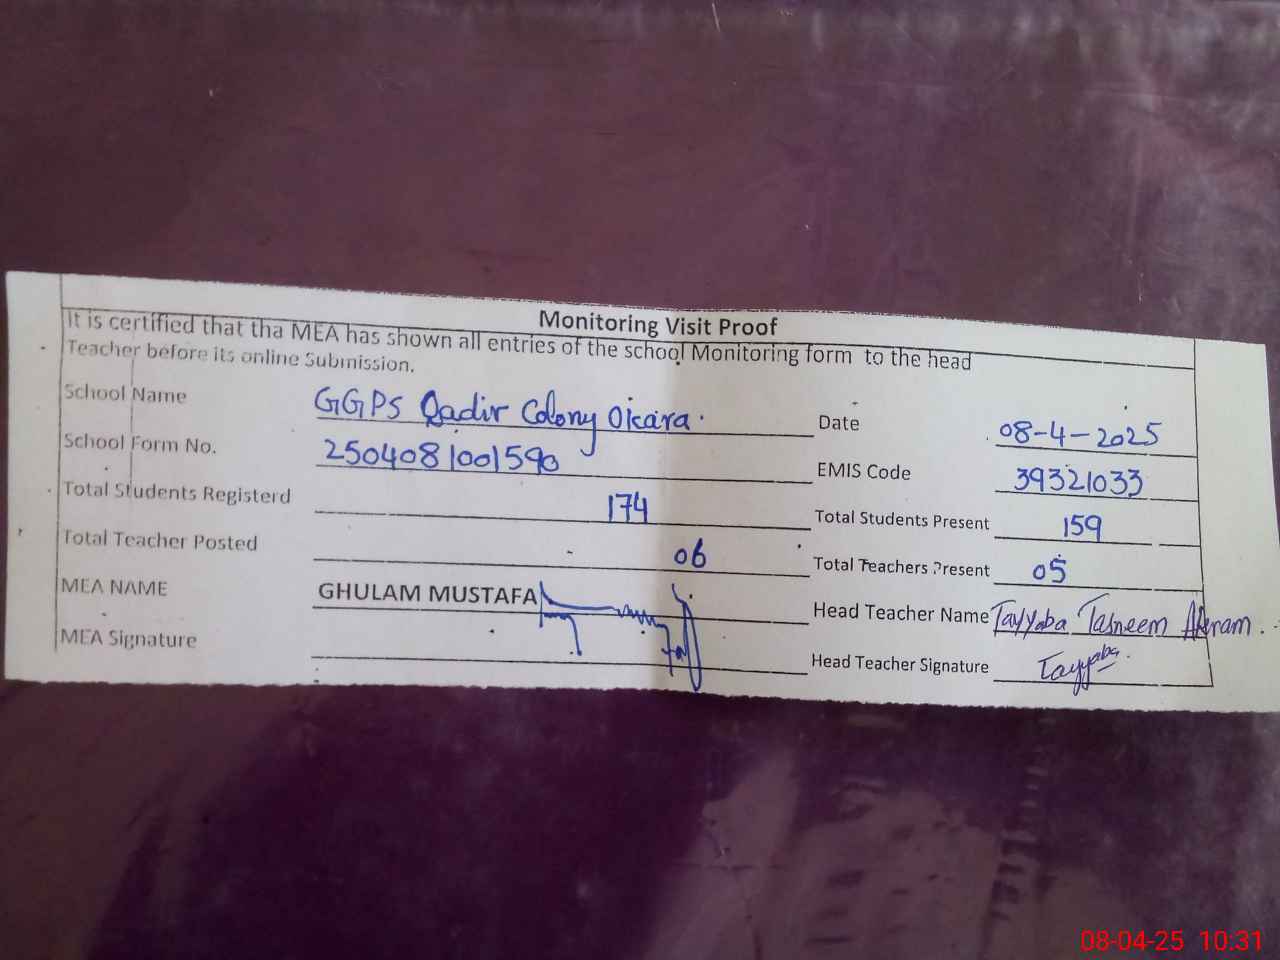 Monitoring Visit Proof
It is certified that tha MEA has shown all entries of the school Monitoring form to the head
Teacher before its online Submission.
School Name GGPS Qadir Colony Okara. Date 08-4-2025
School Form No. 2504081001590 EMIS Code 39321033
Total Students Registerd 174 Total Students Present 159
Total Teacher Posted 06 Total Teachers Present 05
MEA NAME GHULAM MUSTAFA Head Teacher Name Tayyaba Tasneem Akram.
MEA Signature Head Teacher Signature Tayyaba.
08-04-25 10:31